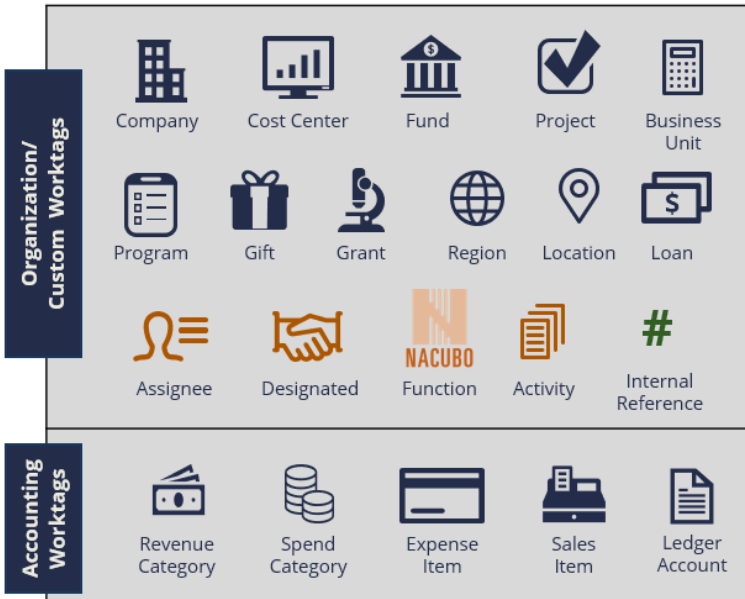 Organization/
Custom Worktags
Company
Cost Center
$
Fund
Project
Business
Unit
Program
Gift
Grant
Region
Location
$
Loan
Assignee
Designated
N
NACUBO
Function
Activity
#
Internal
Reference
Accounting
Worktags
Revenue
Category
Spend
Category
Expense
Item
Sales
Item
Ledger
Account